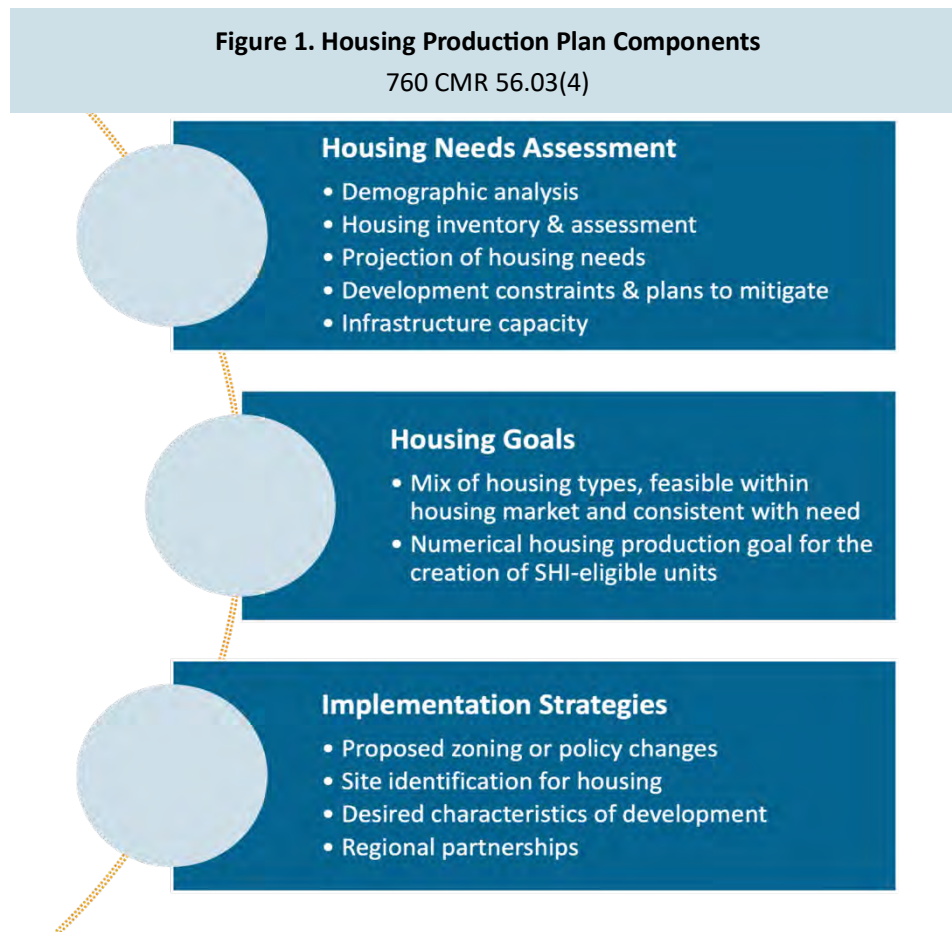 Figure 1. Housing Production Plan Components
760 CMR 56.03(4)
Housing Needs Assessment
• Demographic analysis
• Housing inventory & assessment
• Projection of housing needs
• Development constraints & plans to mitigate
• Infrastructure capacity
Housing Goals
• Mix of housing types, feasible within
housing market and consistent with need
• Numerical housing production goal for the
creation of SHI-eligible units
Implementation Strategies
• Proposed zoning or policy changes
• Site identification for housing
• Desired characteristics of development
• Regional partnerships